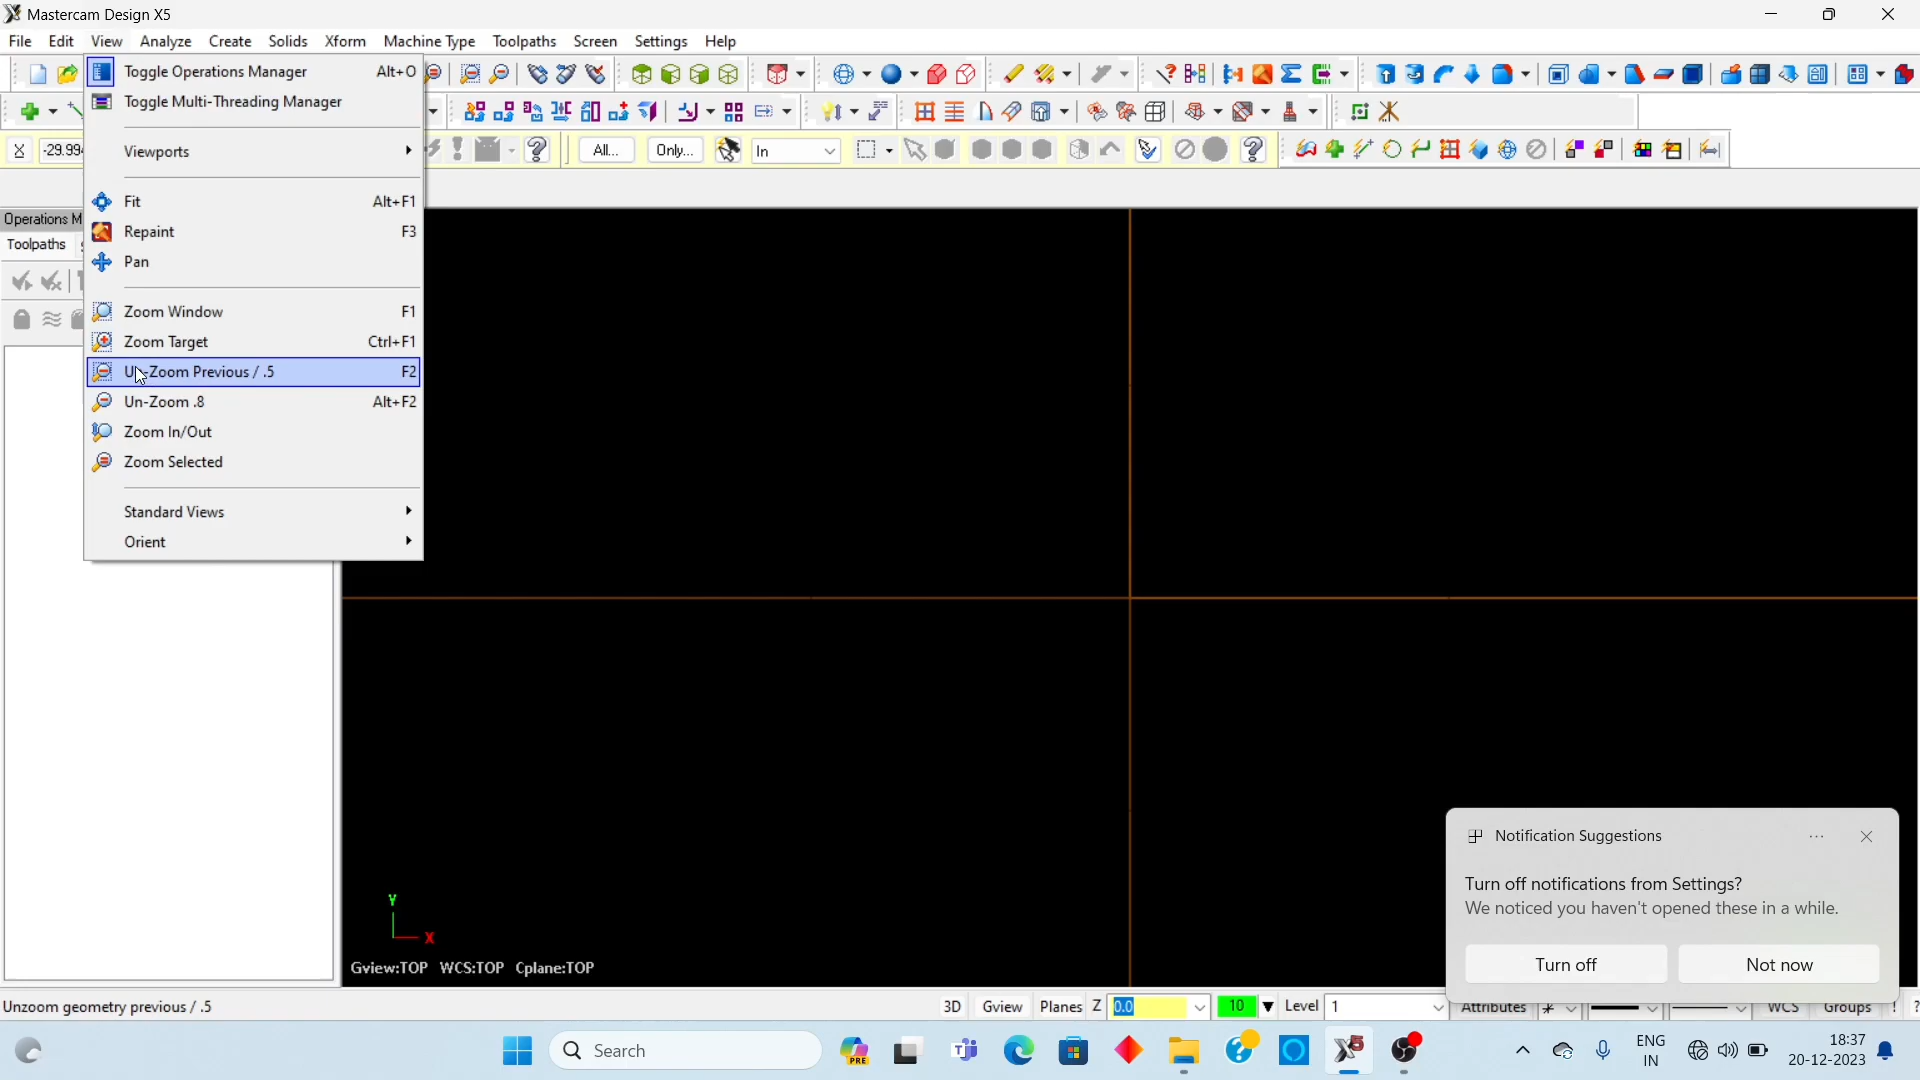 Mastercam Design X5
File Edit View Analyze Create Solids Xform Machine Type Toolpaths Screen Settings Help
Toggle Operations Manager Alt+O
Toggle Multi-Threading Manager
-29.994 All... Only... In
Viewports
Fit Alt+F1
Operations M
Repaint F3
Toolpaths
Pan
Zoom Window F1
Zoom Target Ctrl+F1
Un-Zoom Previous / .5 F2
Un-Zoom .8 Alt+F2
Zoom In/Out
Zoom Selected
Standard Views
Orient
Notification Suggestions
Turn off notifications from Settings?
We noticed you haven't opened these in a while.
Turn off Not now
Y
X
Gview:TOP WCS:TOP Cplane:TOP
Unzoom geometry previous / .5 3D Gview Planes Z 0.0 10 Level 1 Attributes WCS Groups ! ?
Search PRE X5 ENG 18:37
IN 20-12-2023